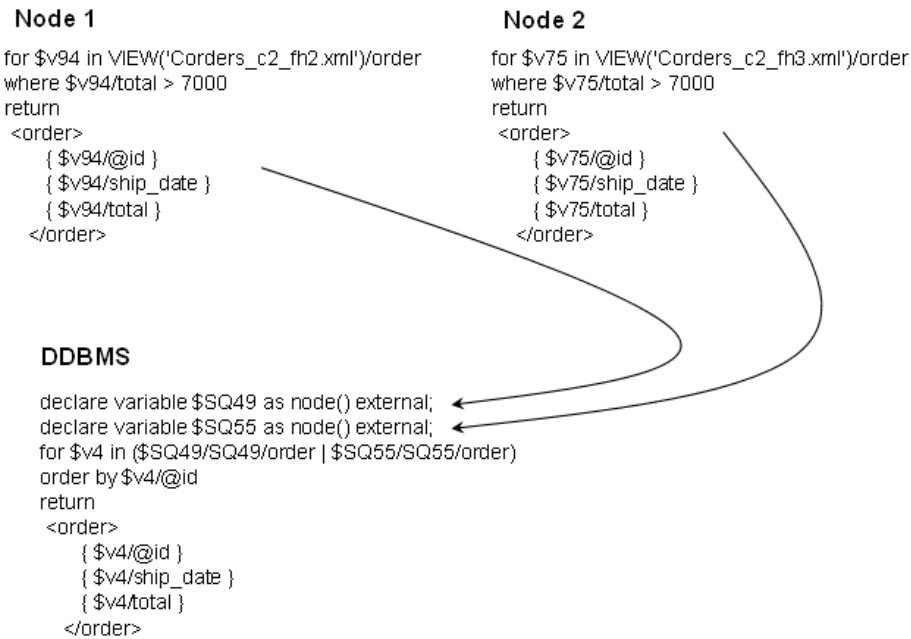 Node 1
for $v94 in VIEW('Corders_c2_fh2.xml')/order
where $v94/total > 7000
return
<order>
{ $v94/@id }
{ $v94/ship_date }
{ $v94/total }
</order>
Node 2
for $v75 in VIEW('Corders_c2_fh3.xml')/order
where $v75/total > 7000
return
<order>
{ $v75/@id }
{ $v75/ship_date }
{ $v75/total }
</order>
DDBMS
declare variable $SQ49 as node() external;
declare variable $SQ55 as node() external;
for $v4 in ($SQ49/SQ49/order | $SQ55/SQ55/order)
order by $v4/@id
return
<order>
{ $v4/@id }
{ $v4/ship_date }
{ $v4/total }
</order>